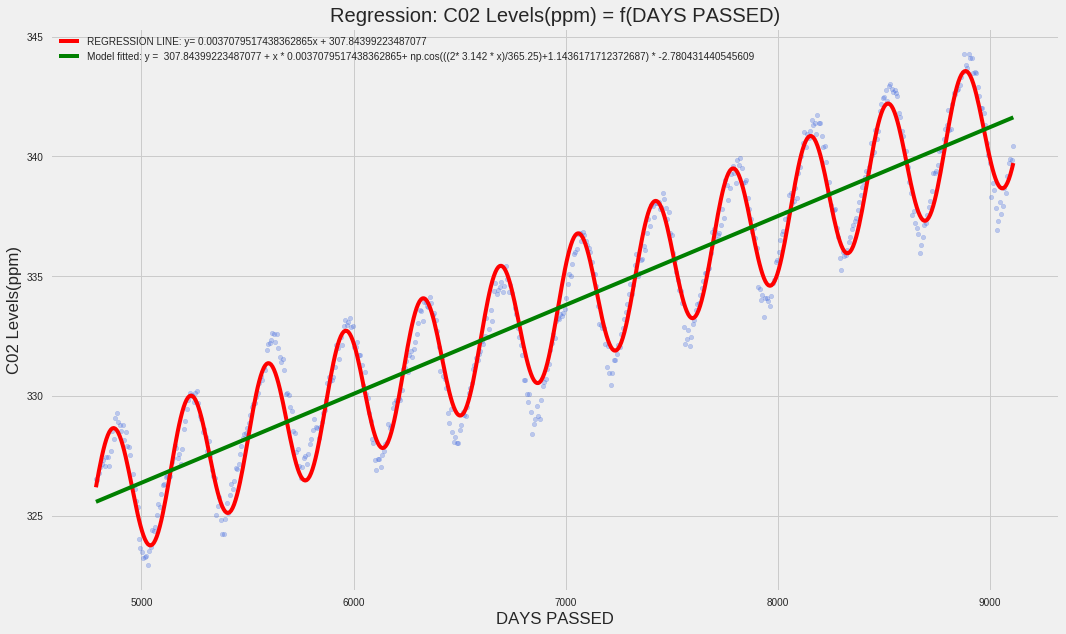 Regression: C02 Levels(ppm) = f(DAYS PASSED)
REGRESSION LINE: y= 0.0037079517438362865x + 307.84399223487077
Model fitted: y =  307.84399223487077 + x * 0.0037079517438362865+ np.cos(((2* 3.142 * x)/365.25)+1.1436171712372687) * -2.780431440545609
345
340
335
330
325
C02 Levels(ppm)
5000 6000 7000 8000 9000
DAYS PASSED